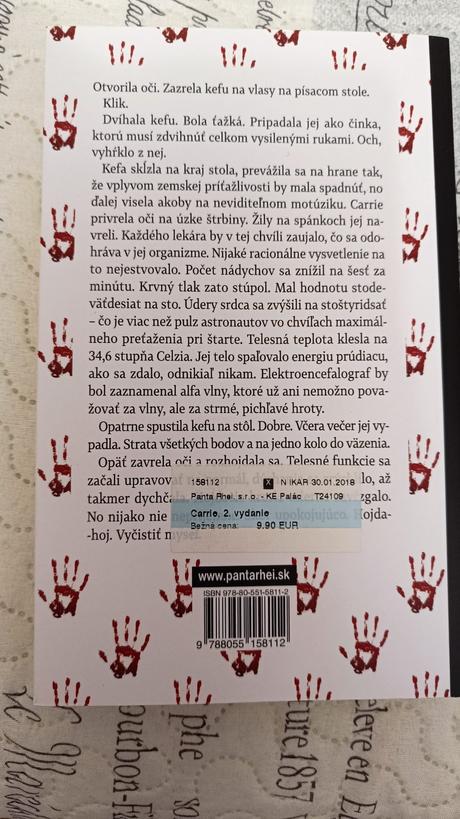 Otvorila oči. Zazrela kefu na vlasy na písacom stole.
Klik.
Dvíhala kefu. Bola ťažká. Pripadala jej ako činka,
ktorú musí zdvihnúť celkom vysilenými rukami. Och,
vyhŕklo z nej.
Kefa skĺzla na kraj stola, prevážila sa na hrane tak,
že vplyvom zemskej príťažlivosti by mala spadnúť, no
ďalej visela akoby na neviditeľnom motúziku. Carrie
privrela oči na úzke štrbiny. Žily na spánkoch jej na-
vreli. Každého lekára by v tej chvíli zaujalo, čo sa odo-
hráva v jej organizme. Nijaké racionálne vysvetlenie na
to nejestvovalo. Počet nádychov sa znížil na šesť za
minútu. Krvný tlak zato stúpol. Mal hodnotu stode-
väťdesiat na sto. Údery srdca sa zvýšili na stoštyridsať
– čo je viac než pulz astronautov vo chvíľach maximál-
neho preťaženia pri štarte. Telesná teplota klesla na
34,6 stupňa Celzia. Jej telo spaľovalo energiu prúdiacu,
ako sa zdalo, odnikiaľ nikam. Elektroencefalograf by
bol zaznamenal alfa vlny, ktoré už ani nemožno pova-
žovať za vlny, ale za strmé, pichľavé hroty.
Opatrne spustila kefu na stôl. Dobre. Včera večer jej vy-
padla. Strata všetkých bodov a na jedno kolo do väzenia.
Opäť zavrela oči a rozhojdala sa. Telesné funkcie sa
začali upravovať
takmer dychča
No nijako nie upokojujúco. Hojda-
-hoj. Vyčistiť myseľ.
158112 X N IKAR 30.01.2018
Panta Rhei, s.r.o. - KE Palác T24109
Carrie, 2. vydanie
Bežná cena: 9.90 EUR
www.pantarhei.sk
ISBN 978-80-551-5811-2
9 788055 158112
phe
ture 1857
eleve en